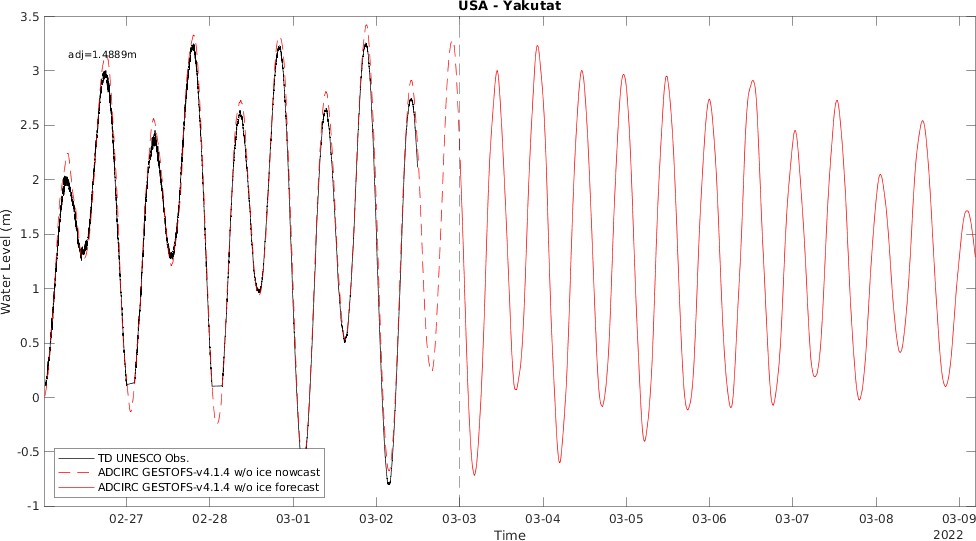 USA - Yakutat
3.5
3
2.5
2
1.5
1
0.5
0
-0.5
-1
Water Level (m)
adj=1.4889m
TD UNESCO Obs.
ADCIRC GESTOFS-v4.1.4 w/o ice nowcast
ADCIRC GESTOFS-v4.1.4 w/o ice forecast
02-27 02-28 03-01 03-02 03-03 03-04 03-05 03-06 03-07 03-08 03-09
Time
2022